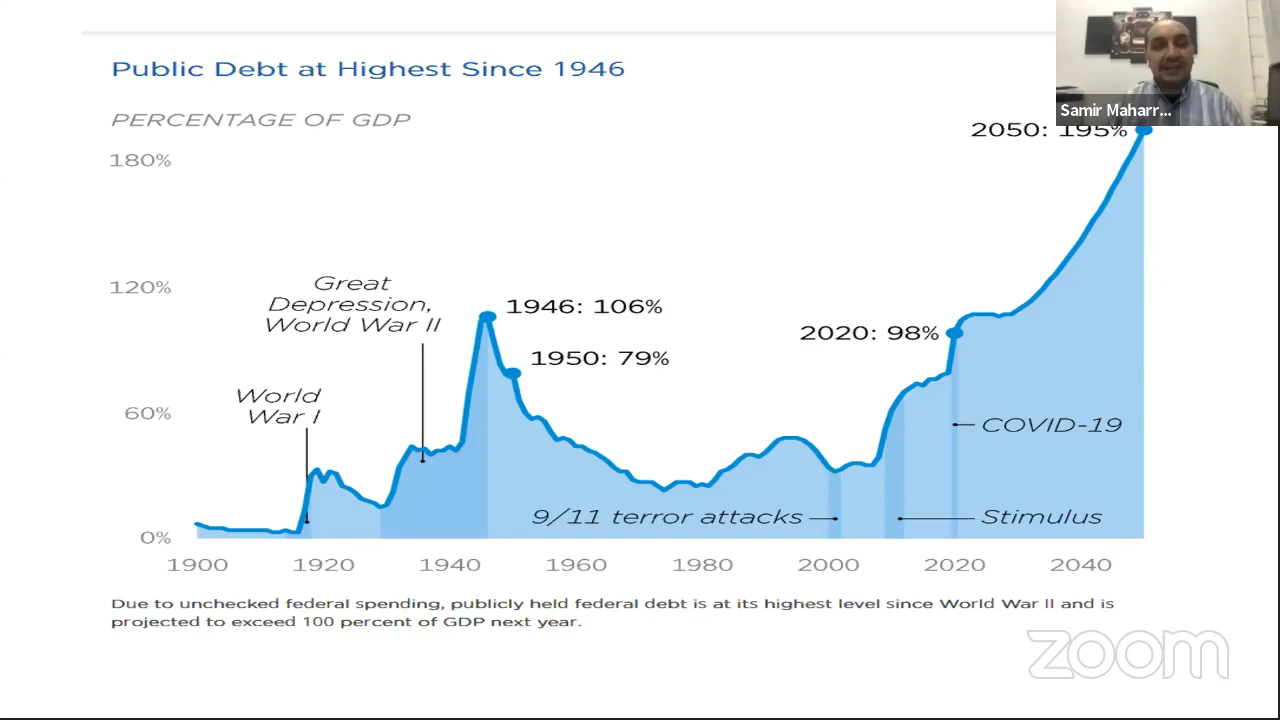 Public Debt at Highest Since 1946
PERCENTAGE OF GDP
Samir Maharr...
2050: 195%
180%
120%
60%
0%
Great
Depression,
World War II
1946: 106%
1950: 79%
2020: 98%
World
War I
COVID-19
9/11 terror attacks
Stimulus
1900 1920 1940 1960 1980 2000 2020 2040
Due to unchecked federal spending, publicly held federal debt is at its highest level since World War II and is
projected to exceed 100 percent of GDP next year.
zoom